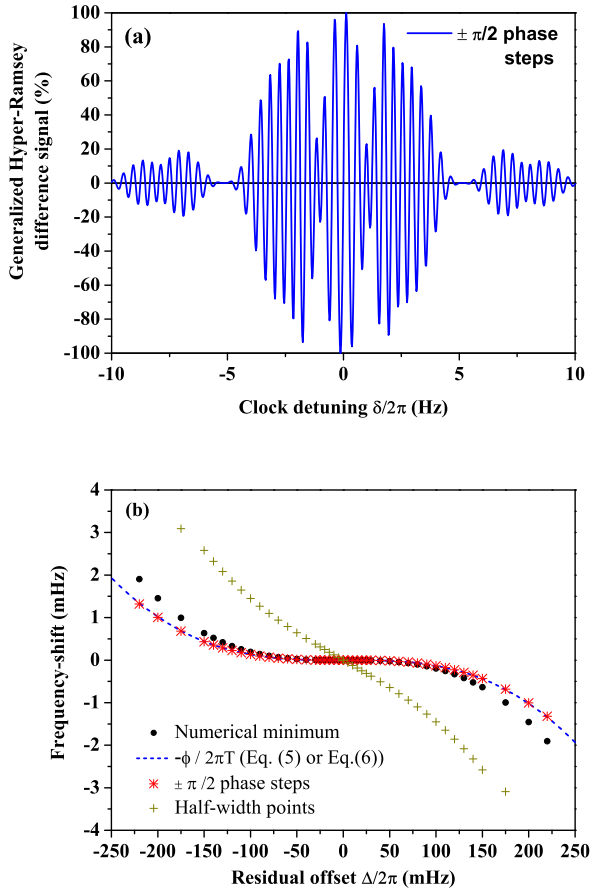 (a)
± π/2 phase
steps
Generalized Hyper-Ramsey
difference signal (%)
100
80
60
40
20
0
-20
-40
-60
-80
-100
-10
-5
0
5
10
Clock detuning δ/2π (Hz)
(b)
Frequency-shift (mHz)
4
3
2
1
0
-1
-2
-3
-4
Numerical minimum
-ϕ / 2πT (Eq. (5) or Eq.(6))
± π /2 phase steps
Half-width points
-250 -200 -150 -100 -50 0 50 100 150 200 250
Residual offset Δ/2π (mHz)